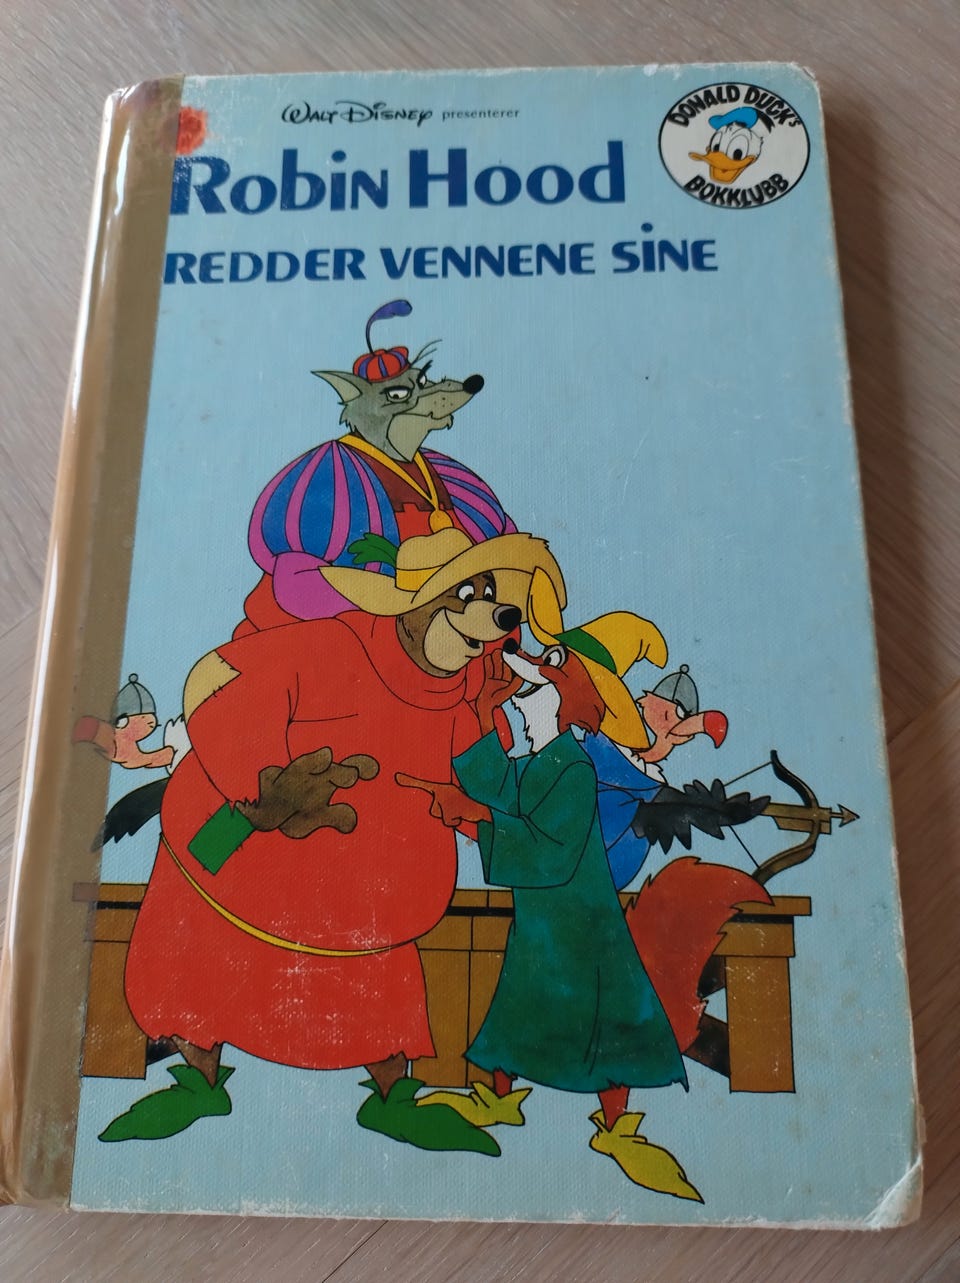 Walt Disney presenterer
DONALD DUCK's
BOKKLUBB
Robin Hood
REDDER VENNENE SINE